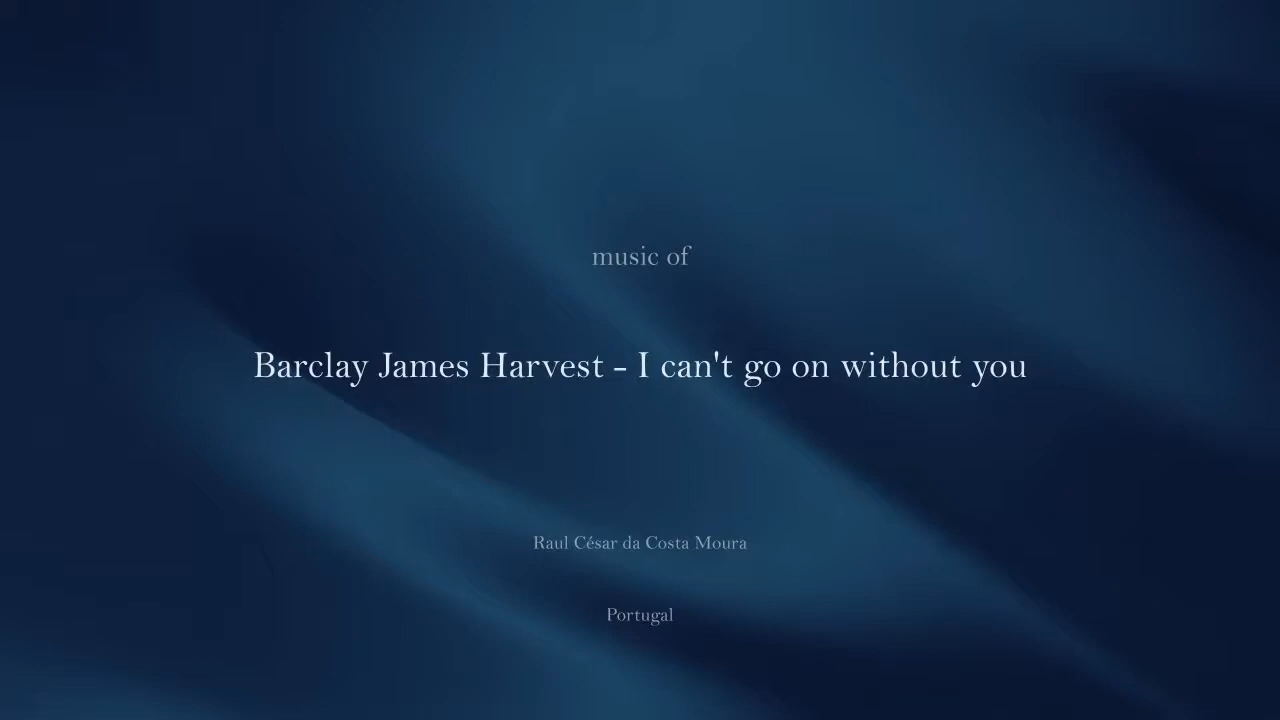 music of
Barclay James Harvest - I can't go on without you
Raul César da Costa Moura
Portugal